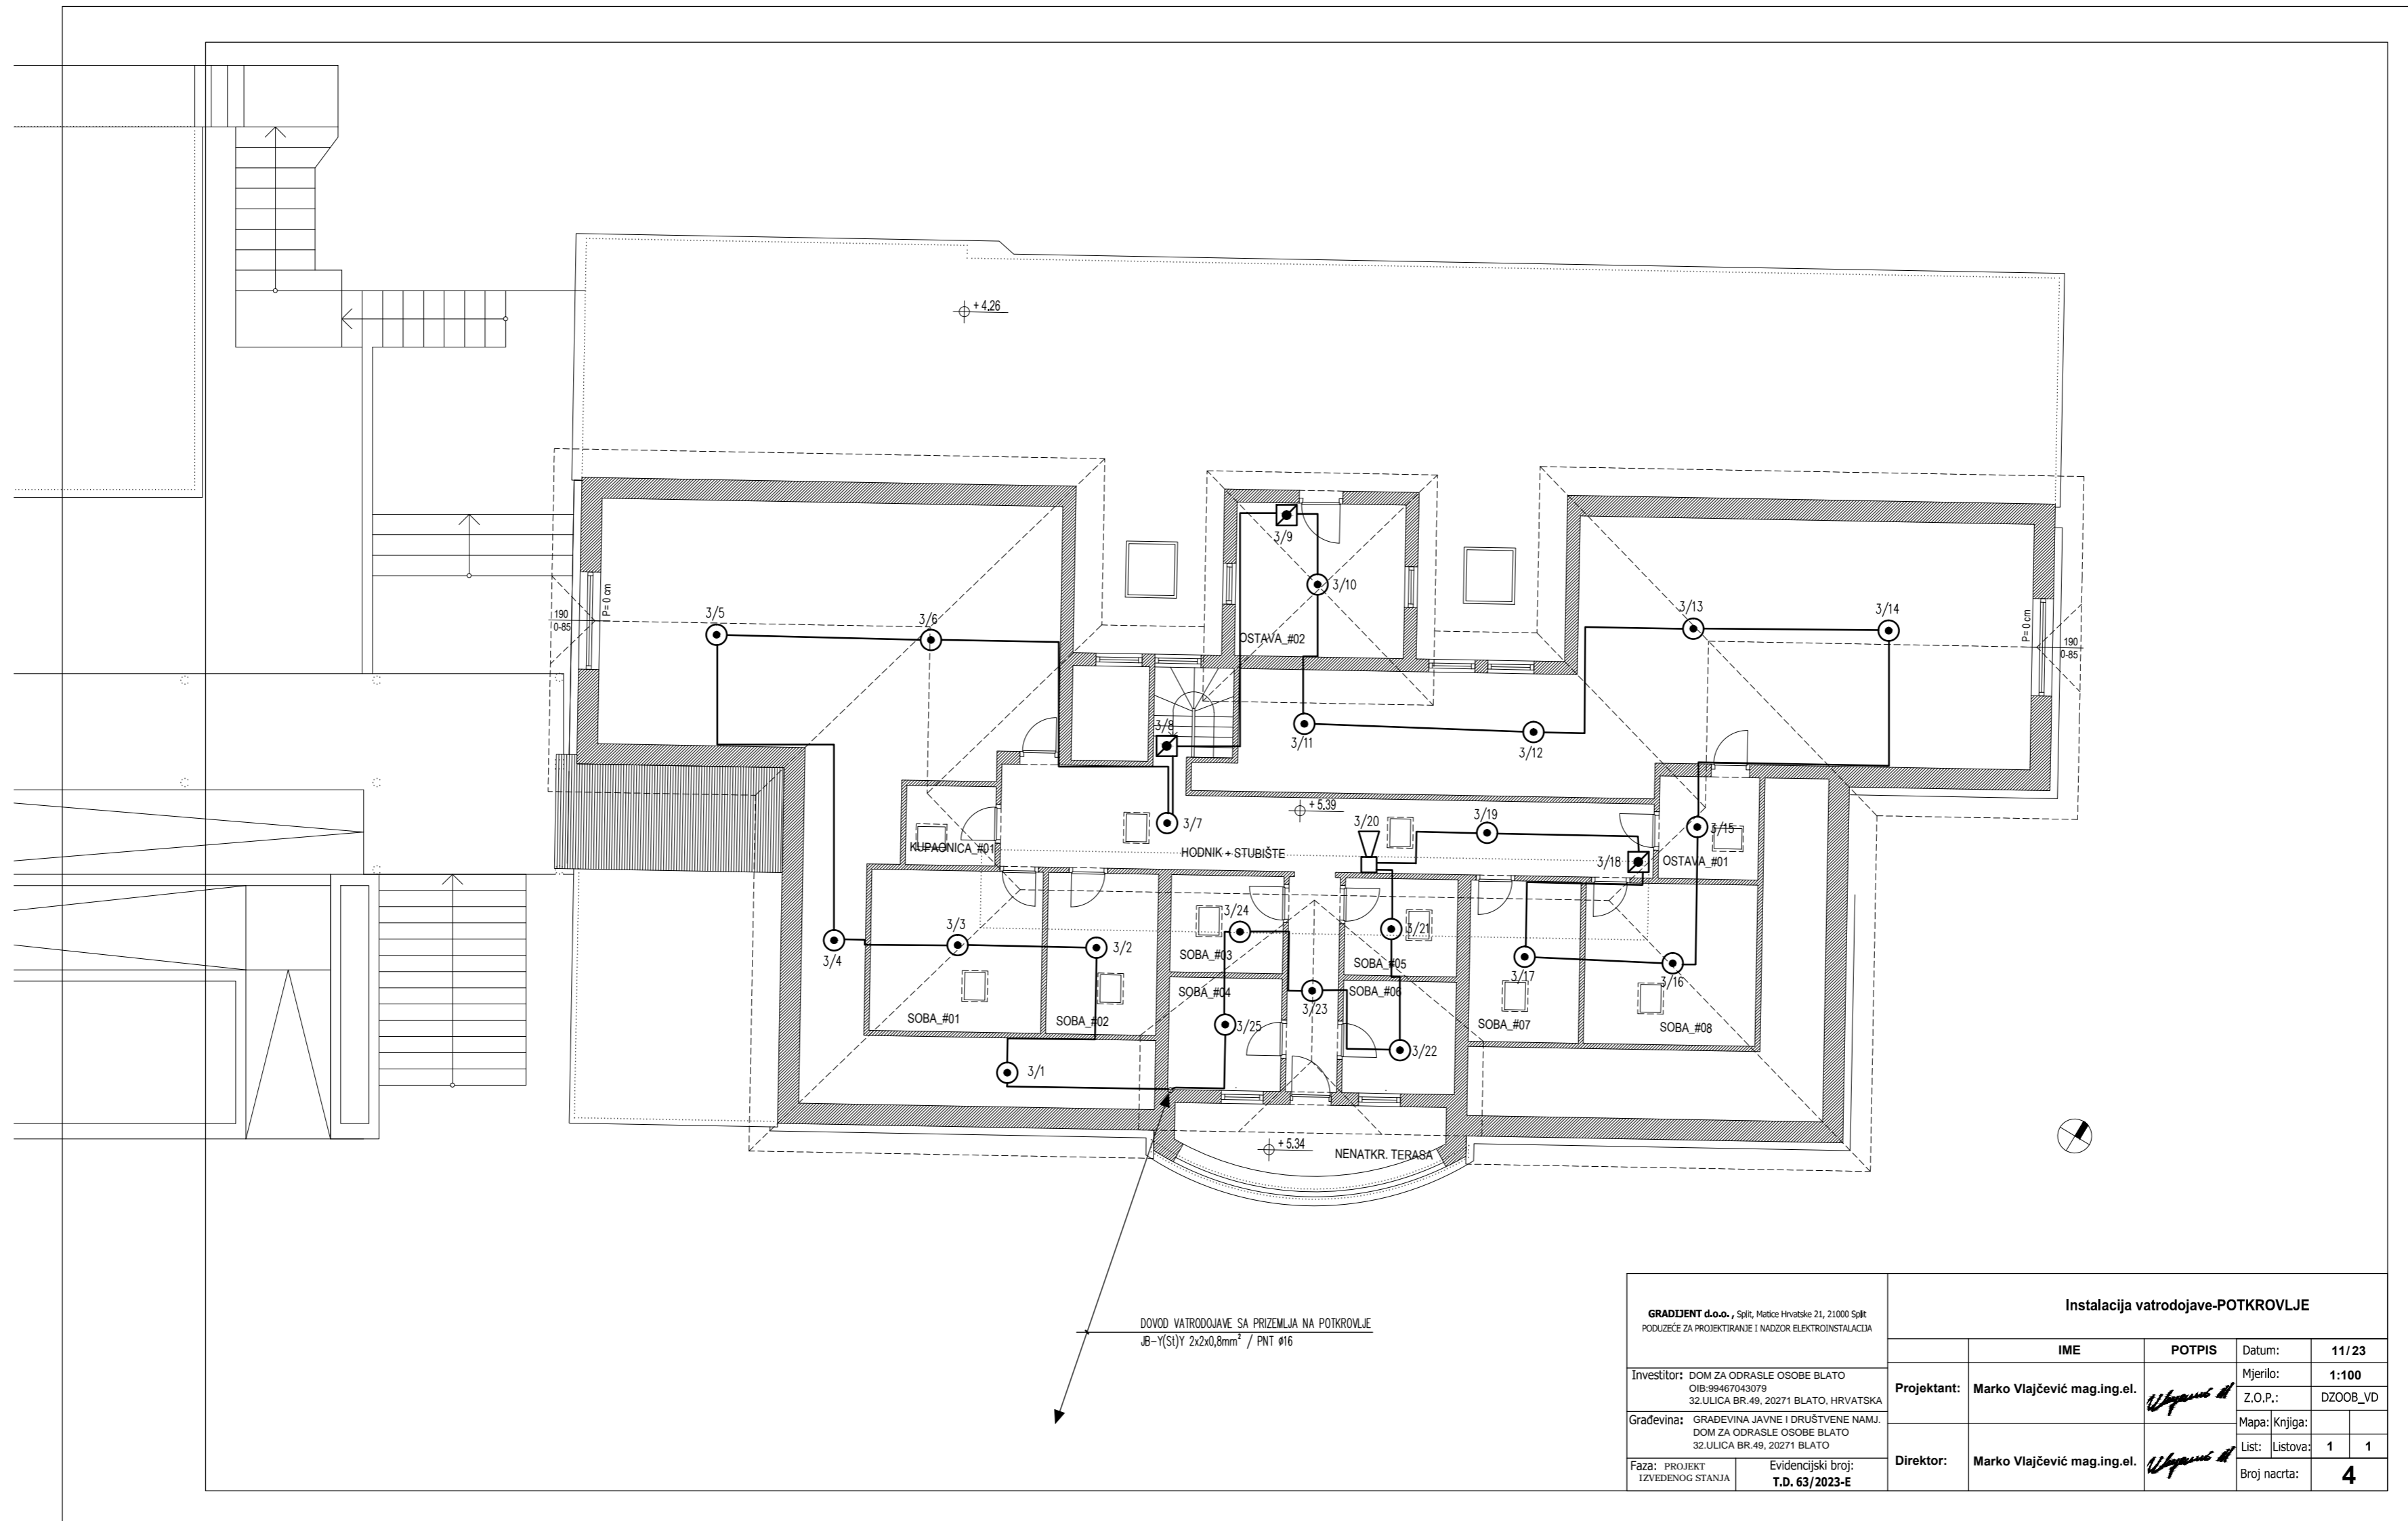 + 4.26
190
0-85
P= 0 cm
3/5
3/6
3/9
3/10
OSTAVA_#02
3/13
3/14
P= 0 cm
190
0-85
3/8
3/11
3/12
+ 5.39
3/7
3/20
3/19
3/15
KUPAONICA_#01
HODNIK + STUBIŠTE
3/18
OSTAVA_#01
3/4
3/3
3/2
3/24
SOBA_#03
3/21
SOBA_#05
3/17
3/16
SOBA_#01
SOBA_#02
SOBA_#04
3/25
3/23
SOBA_#06
3/22
SOBA_#07
SOBA_#08
3/1
+ 5.34
NENATKR. TERASA
DOVOD VATRODOJAVE SA PRIZEMLJA NA POTKROVLJE
JB-Y(St)Y 2x2x0,8mm² / PNT ø16
GRADIJENT d.o.o. , Split, Matice Hrvatske 21, 21000 Split
PODUZEĆE ZA PROJEKTIRANJE I NADZOR ELEKTROINSTALACIJA
Instalacija vatrodojave-POTKROVLJE
IME POTPIS Datum: 11/23
Investitor: DOM ZA ODRASLE OSOBE BLATO
OIB:99467043079
32.ULICA BR.49, 20271 BLATO, HRVATSKA
Projektant: Marko Vlajčević mag.ing.el.
Mjerilo: 1:100
Z.O.P.: DZOOB_VD
Građevina: GRAĐEVINA JAVNE I DRUŠTVENE NAMJ.
DOM ZA ODRASLE OSOBE BLATO
32.ULICA BR.49, 20271 BLATO
Mapa: Knjiga:
List: Listova: 1 1
Direktor: Marko Vlajčević mag.ing.el.
Faza: PROJEKT
IZVEDENOG STANJA
Evidencijski broj:
T.D. 63/2023-E
Broj nacrta: 4